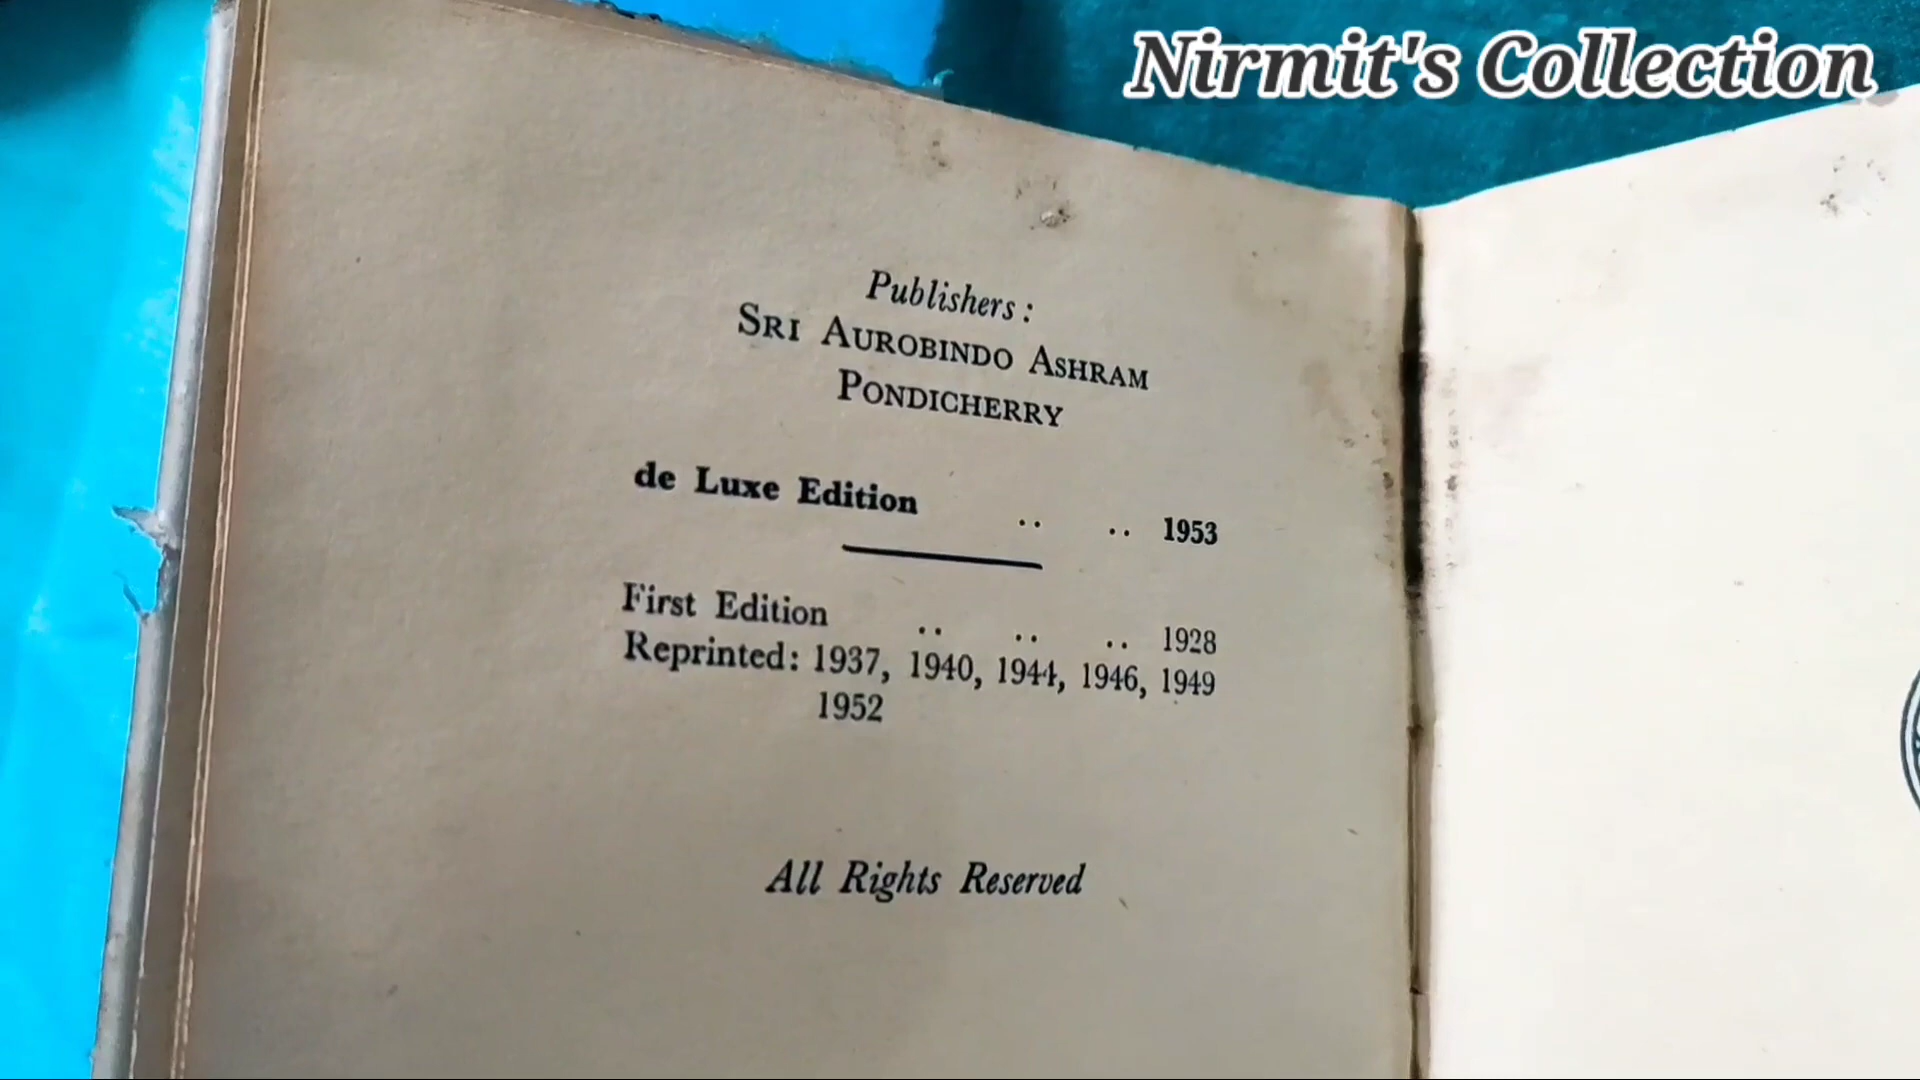 Nirmit's Collection
Publishers:
SRI AUROBINDO ASHRAM
PONDICHERRY
de Luxe Edition .. .. 1953
First Edition .. .. .. 1928
Reprinted: 1937, 1940, 1944, 1946, 1949
1952
All Rights Reserved